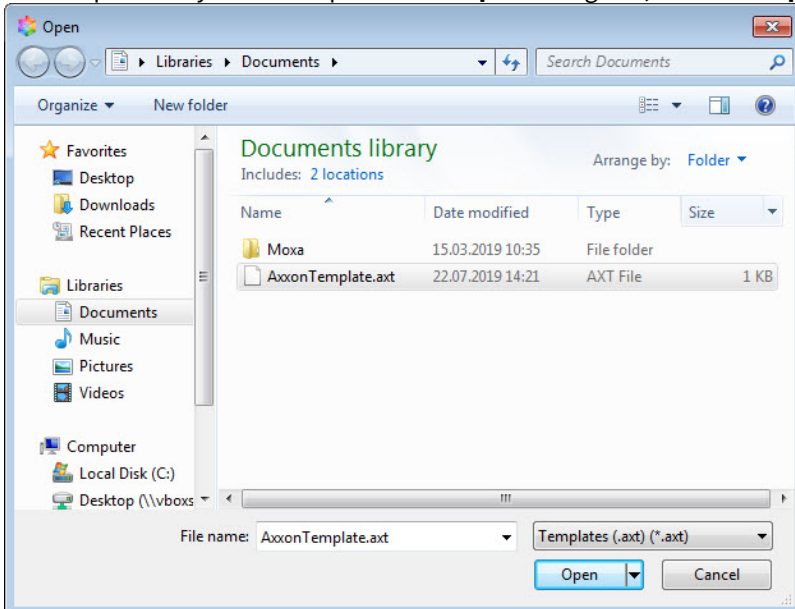 Open
Libraries ▸ Documents ▸
Search Documents
Organize
New folder
Favorites
Desktop
Downloads
Recent Places
Libraries
Documents
Music
Pictures
Videos
Computer
Local Disk (C:)
Desktop (\\vboxs
Documents library
Includes: 2 locations
Arrange by: Folder
Name Date modified Type Size
Moxa 15.03.2019 10:35 File folder
AxxonTemplate.axt 22.07.2019 14:21 AXT File 1 KB
File name: AxxonTemplate.axt
Templates (.axt) (*.axt)
Open
Cancel